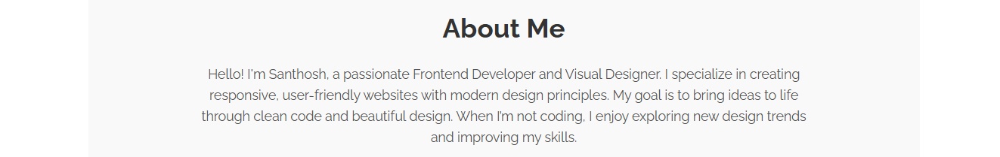 About Me
Hello! I'm Santhosh, a passionate Frontend Developer and Visual Designer. I specialize in creating
responsive, user-friendly websites with modern design principles. My goal is to bring ideas to life
through clean code and beautiful design. When I'm not coding, I enjoy exploring new design trends
and improving my skills.